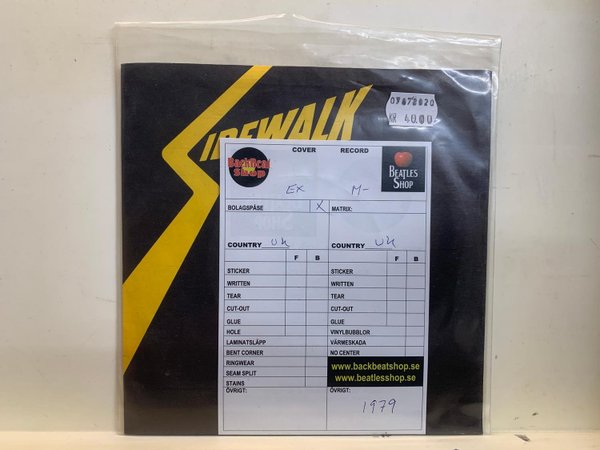 SIDEWALK
07672020
KR 40.00
COVER RECORD
BackBeat Shop
BEATLES SHOP
EX M-
BOLAGSPÅSE X MATRIX:
COUNTRY UK COUNTRY UK
F B F B
STICKER STICKER
WRITTEN WRITTEN
TEAR TEAR
CUT-OUT CUT-OUT
GLUE GLUE
HOLE VINYLBUBBLOR
LAMINATSLÄPP VÄRMESKADA
BENT CORNER NO CENTER
RINGWEAR
www.backbeatshop.se
SEAM SPLIT
www.beatlesshop.se
STAINS
ÖVRIGT: ÖVRIGT:
1979